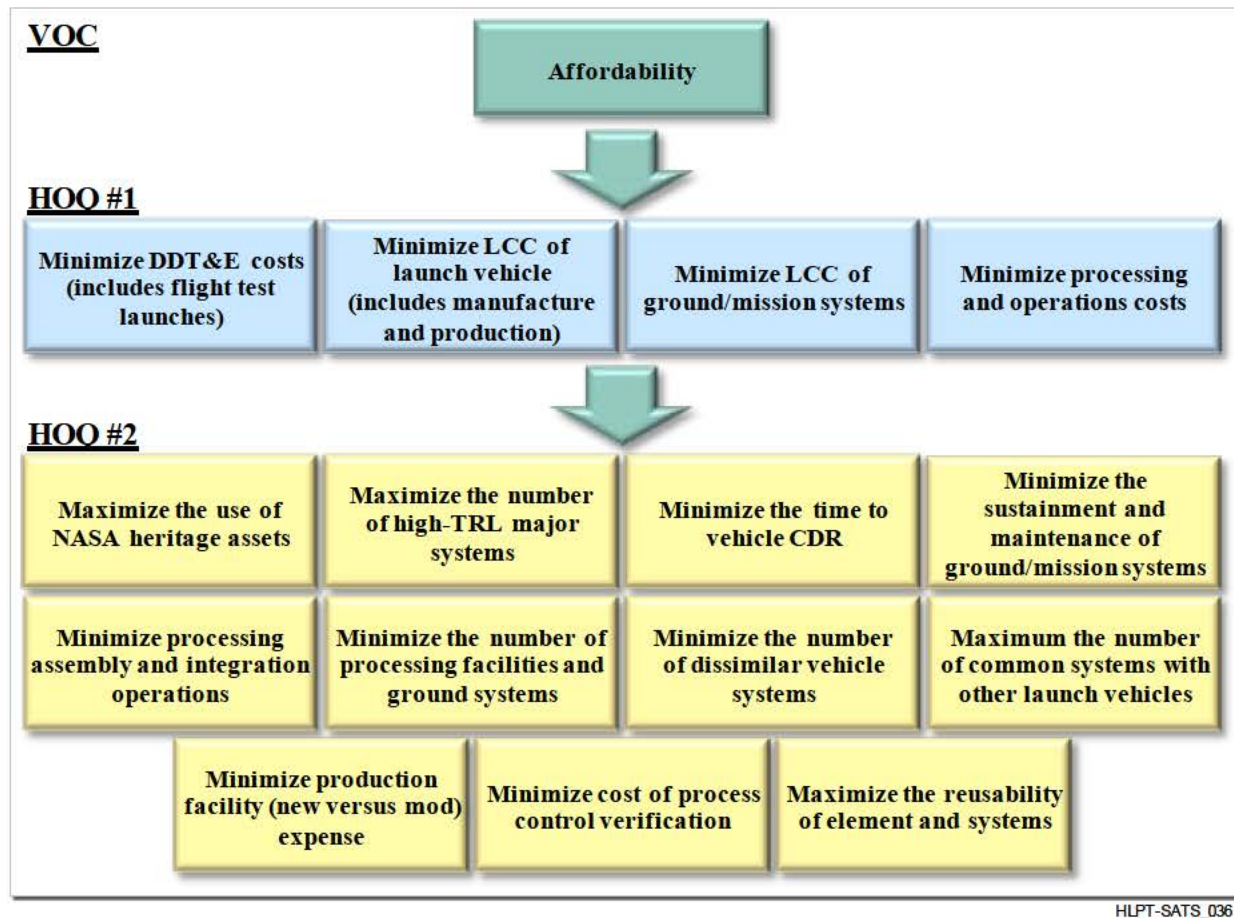 VOC
Affordability
HOQ #1
Minimize DDT&E costs
(includes flight test
launches)
Minimize LCC of
launch vehicle
(includes manufacture
and production)
Minimize LCC of
ground/mission systems
Minimize processing
and operations costs
HOQ #2
Maximize the use of
NASA heritage assets
Maximize the number
of high-TRL major
systems
Minimize the time to
vehicle CDR
Minimize the
sustainment and
maintenance of
ground/mission systems
Minimize processing
assembly and integration
operations
Minimize the number of
processing facilities and
ground systems
Minimize the number
of dissimilar vehicle
systems
Maximum the number
of common systems with
other launch vehicles
Minimize production
facility (new versus mod)
expense
Minimize cost of process
control verification
Maximize the reusability
of element and systems
HLPT-SATS_036